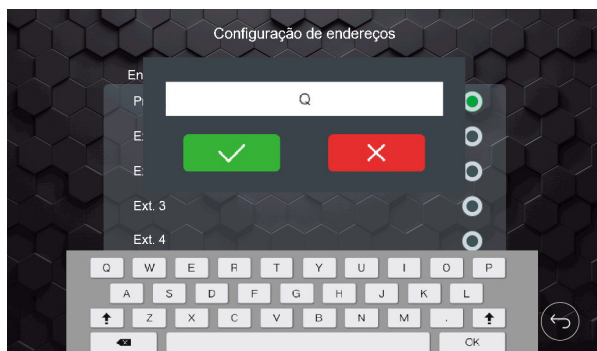 Configuração de endereços
En
Q
Pr
E
E
Ext. 3
Ext. 4
Q W E R T Y U I O P
A S D F G H J K L
Z X C V B N M .
OK